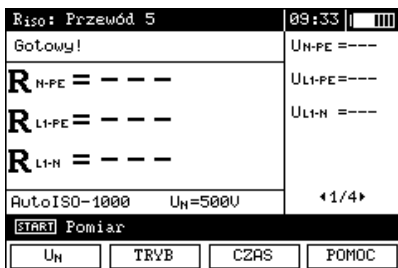 RISO: Przewód 5 09:33
Gotowy!
UN-PE =---
RN-PE = - - -
UL1-PE=---
RL1-PE = - - -
UL1-N =---
RL1-N = - - -
AutoISO-1000 UN=500V
1/4
START Pomiar
UN TRYB CZAS POMOC